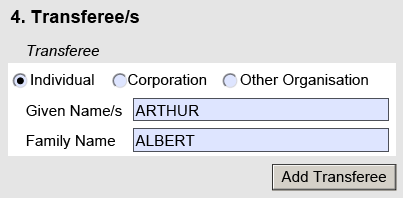 4. Transferee/s
Transferee
Individual Corporation Other Organisation
Given Name/s ARTHUR
Family Name ALBERT
Add Transferee